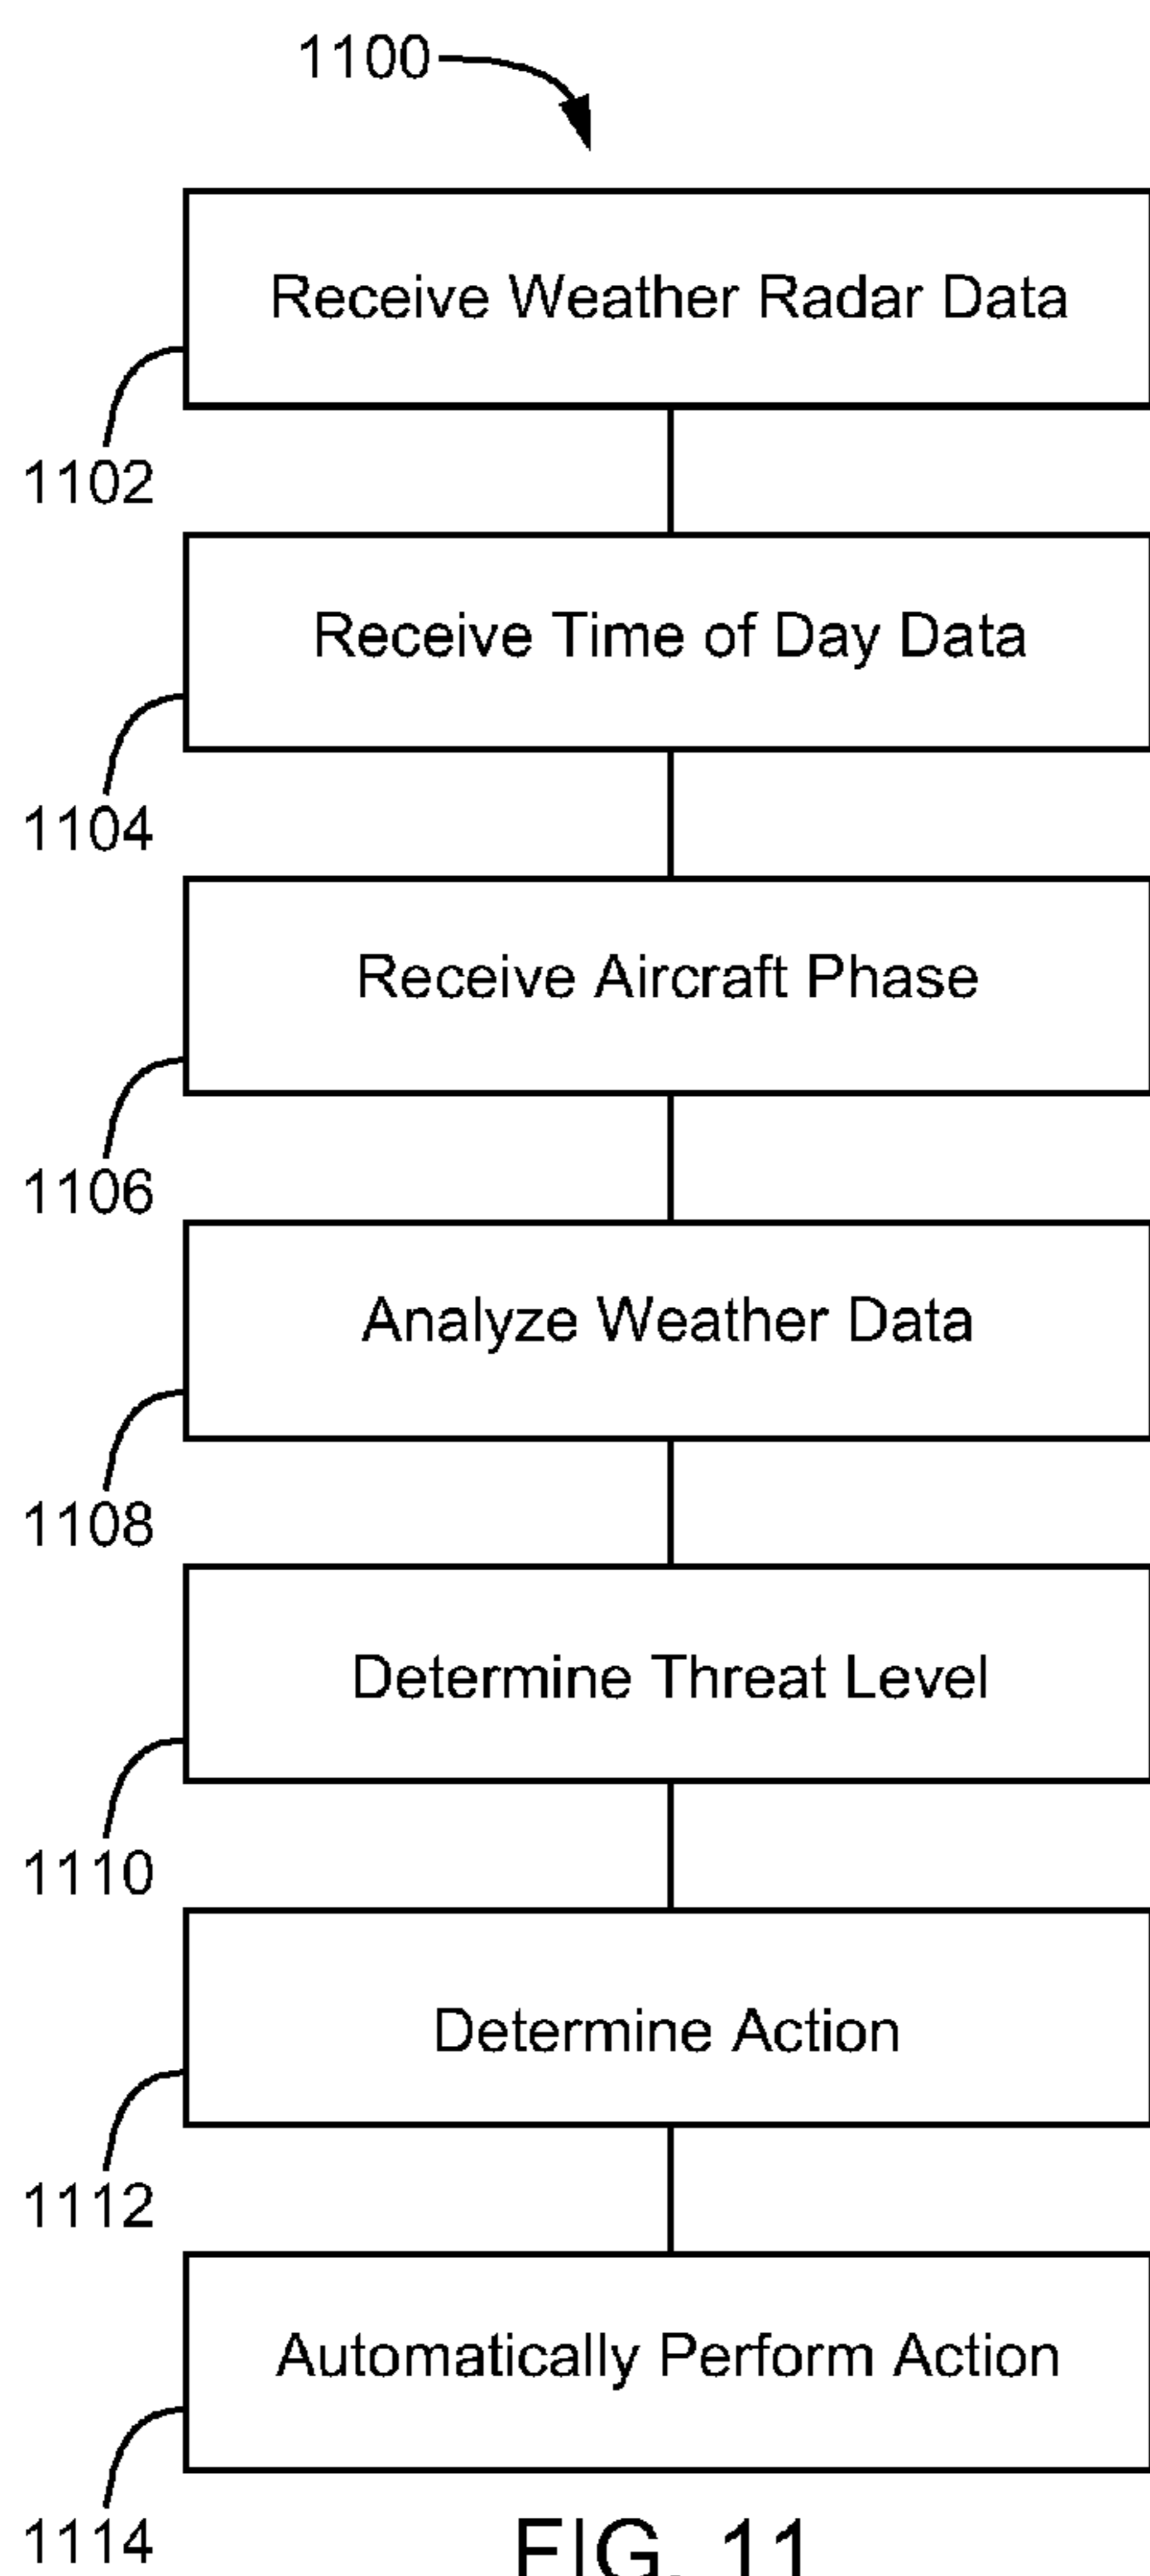 1100
Receive Weather Radar Data
1102
Receive Time of Day Data
1104
Receive Aircraft Phase
1106
Analyze Weather Data
1108
Determine Threat Level
1110
Determine Action
1112
Automatically Perform Action
1114
FIG. 11